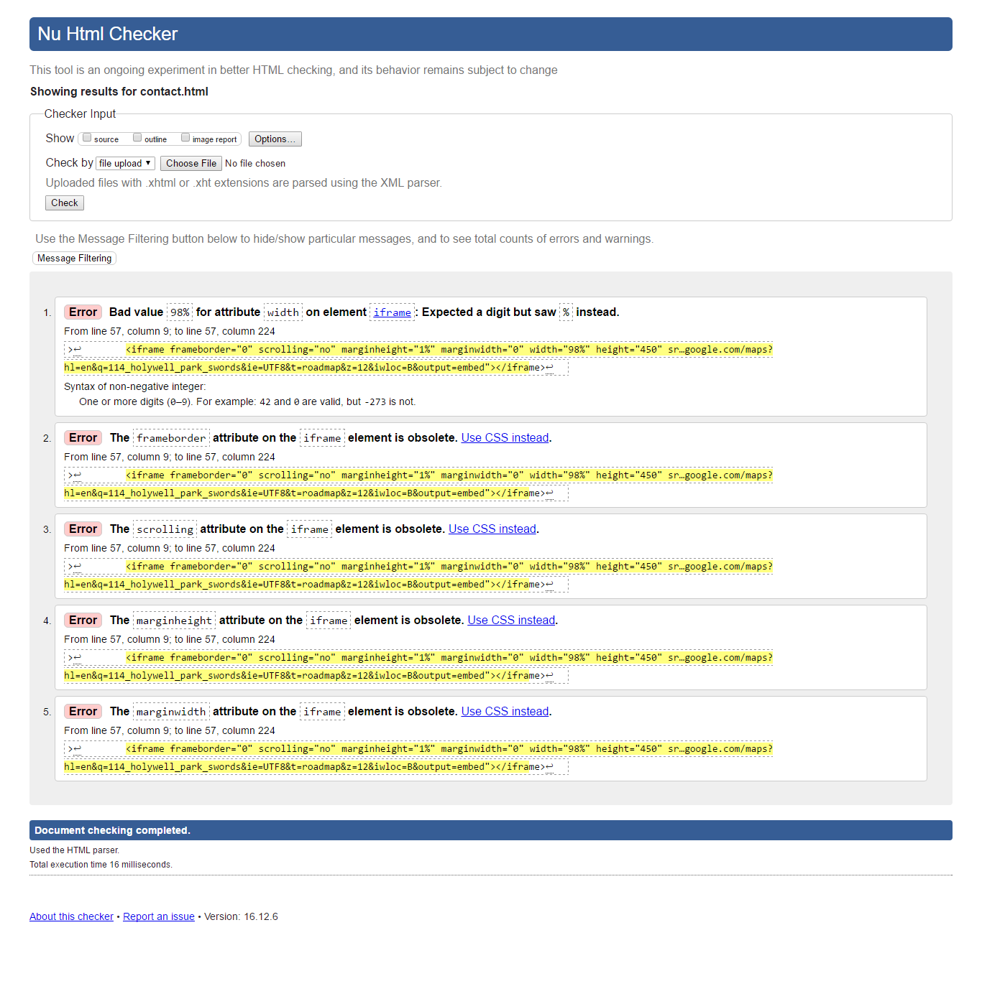 Nu Html Checker
This tool is an ongoing experiment in better HTML checking, and its behavior remains subject to change
Showing results for contact.html
Checker Input
Show source outline image report Options...
Check by file upload Choose File No file chosen
Uploaded files with .xhtml or .xht extensions are parsed using the XML parser.
Check
Use the Message Filtering button below to hide/show particular messages, and to see total counts of errors and warnings.
Message Filtering
1. Error Bad value 98% for attribute width on element iframe: Expected a digit but saw % instead.
From line 57, column 9; to line 57, column 224
>↩ <iframe frameborder="0" scrolling="no" marginheight="1%" marginwidth="0" width="98%" height="450" sr…google.com/maps?
hl=en&q=114_holywell_park_swords&ie=UTF8&t=roadmap&z=12&iwloc=B&output=embed"></iframe>↩
Syntax of non-negative integer:
One or more digits (0–9). For example: 42 and 0 are valid, but -273 is not.
2. Error The frameborder attribute on the iframe element is obsolete. Use CSS instead.
From line 57, column 9; to line 57, column 224
>↩ <iframe frameborder="0" scrolling="no" marginheight="1%" marginwidth="0" width="98%" height="450" sr…google.com/maps?
hl=en&q=114_holywell_park_swords&ie=UTF8&t=roadmap&z=12&iwloc=B&output=embed"></iframe>↩
3. Error The scrolling attribute on the iframe element is obsolete. Use CSS instead.
From line 57, column 9; to line 57, column 224
>↩ <iframe frameborder="0" scrolling="no" marginheight="1%" marginwidth="0" width="98%" height="450" sr…google.com/maps?
hl=en&q=114_holywell_park_swords&ie=UTF8&t=roadmap&z=12&iwloc=B&output=embed"></iframe>↩
4. Error The marginheight attribute on the iframe element is obsolete. Use CSS instead.
From line 57, column 9; to line 57, column 224
>↩ <iframe frameborder="0" scrolling="no" marginheight="1%" marginwidth="0" width="98%" height="450" sr…google.com/maps?
hl=en&q=114_holywell_park_swords&ie=UTF8&t=roadmap&z=12&iwloc=B&output=embed"></iframe>↩
5. Error The marginwidth attribute on the iframe element is obsolete. Use CSS instead.
From line 57, column 9; to line 57, column 224
>↩ <iframe frameborder="0" scrolling="no" marginheight="1%" marginwidth="0" width="98%" height="450" sr…google.com/maps?
hl=en&q=114_holywell_park_swords&ie=UTF8&t=roadmap&z=12&iwloc=B&output=embed"></iframe>↩
Document checking completed.
Used the HTML parser.
Total execution time 16 milliseconds.
About this checker • Report an issue • Version: 16.12.6